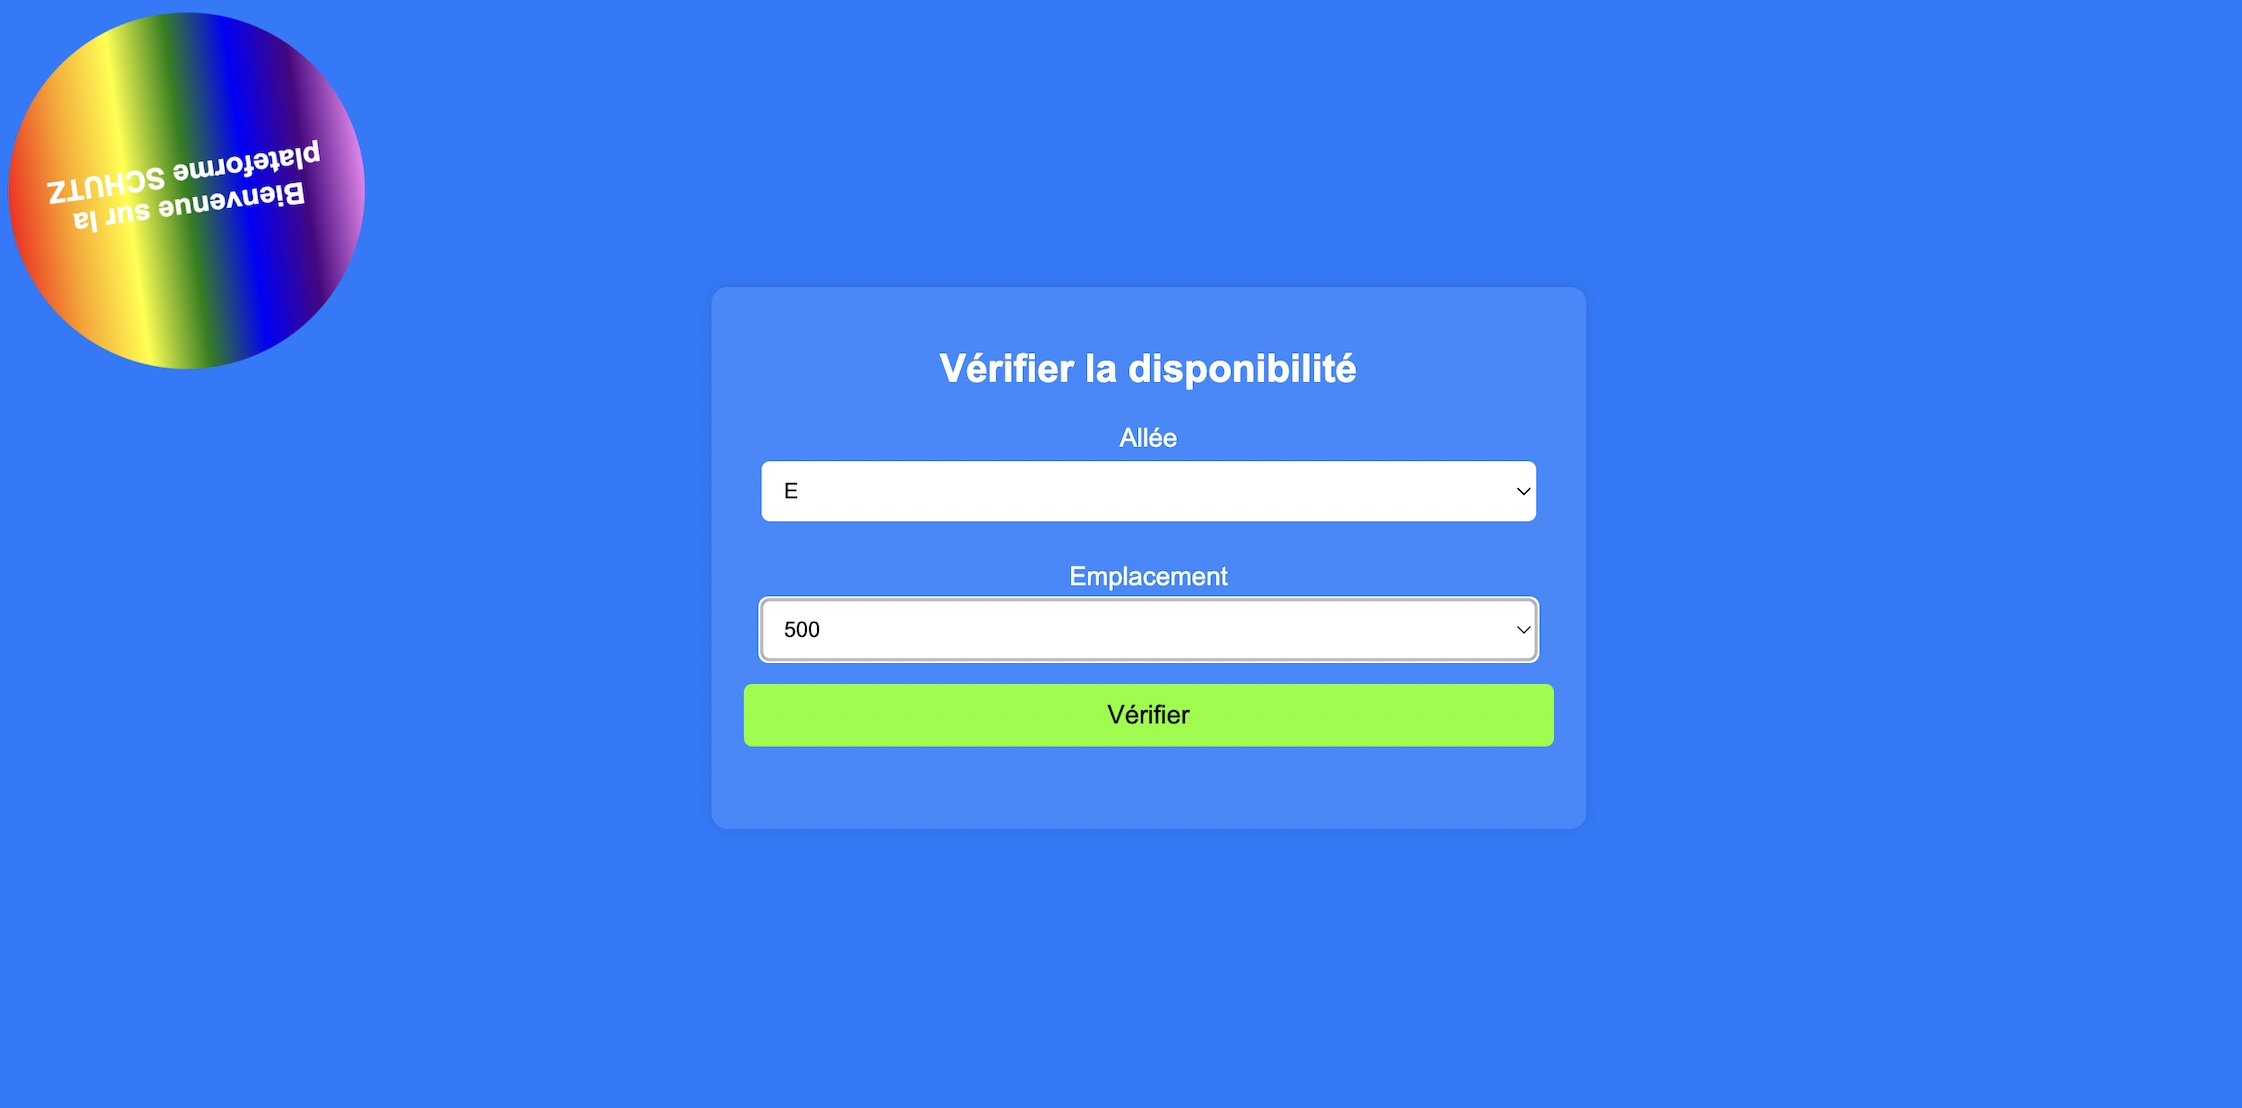 Bienvenue sur la
plateforme SCHUTZ
Vérifier la disponibilité
Allée
E
Emplacement
500
Vérifier